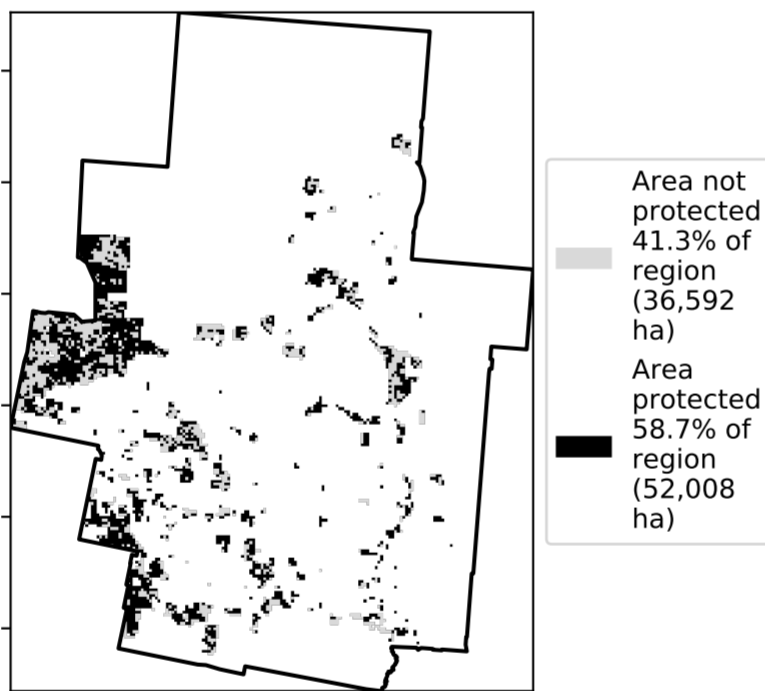 Area not
protected
41.3% of
region
(36,592
ha)
Area
protected
58.7% of
region
(52,008
ha)